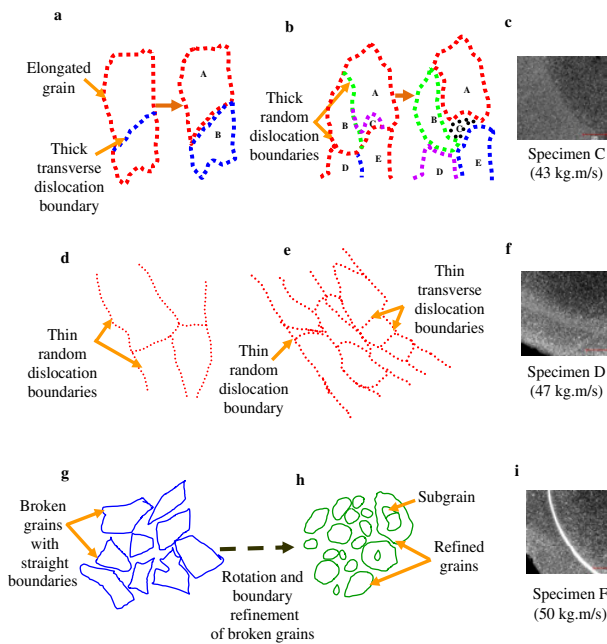 a
b
c
Elongated
grain
Thick
transverse
dislocation
boundary
A
B
Thick
random
dislocation
boundaries
A
B
C
D
E
A
B
C
D
E
Specimen C
(43 kg.m/s)
d
e
f
Thin
random
dislocation
boundaries
Thin
random
dislocation
boundary
Thin
transverse
dislocation
boundaries
Specimen D
(47 kg.m/s)
g
h
i
Broken
grains
with
straight
boundaries
Rotation and
boundary
refinement
of broken grains
Subgrain
Refined
grains
Specimen F
(50 kg.m/s)